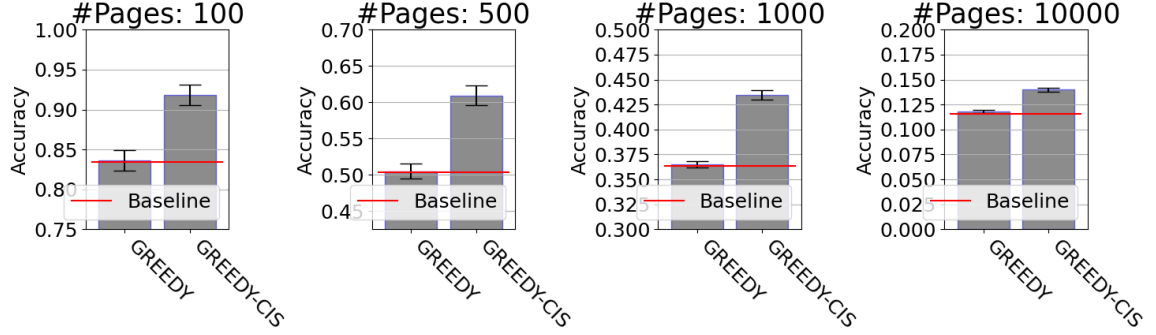 #Pages: 100
1.00
0.95
0.90
0.85
0.80
0.75
Accuracy
Baseline
GREEDY
GREEDY-CIS
#Pages: 500
0.70
0.65
0.60
0.55
0.50
0.45
Accuracy
Baseline
GREEDY
GREEDY-CIS
#Pages: 1000
0.500
0.475
0.450
0.425
0.400
0.375
0.350
0.325
0.300
Accuracy
Baseline
GREEDY
GREEDY-CIS
#Pages: 10000
0.200
0.175
0.150
0.125
0.100
0.075
0.050
0.025
0.000
Accuracy
Baseline
GREEDY
GREEDY-CIS